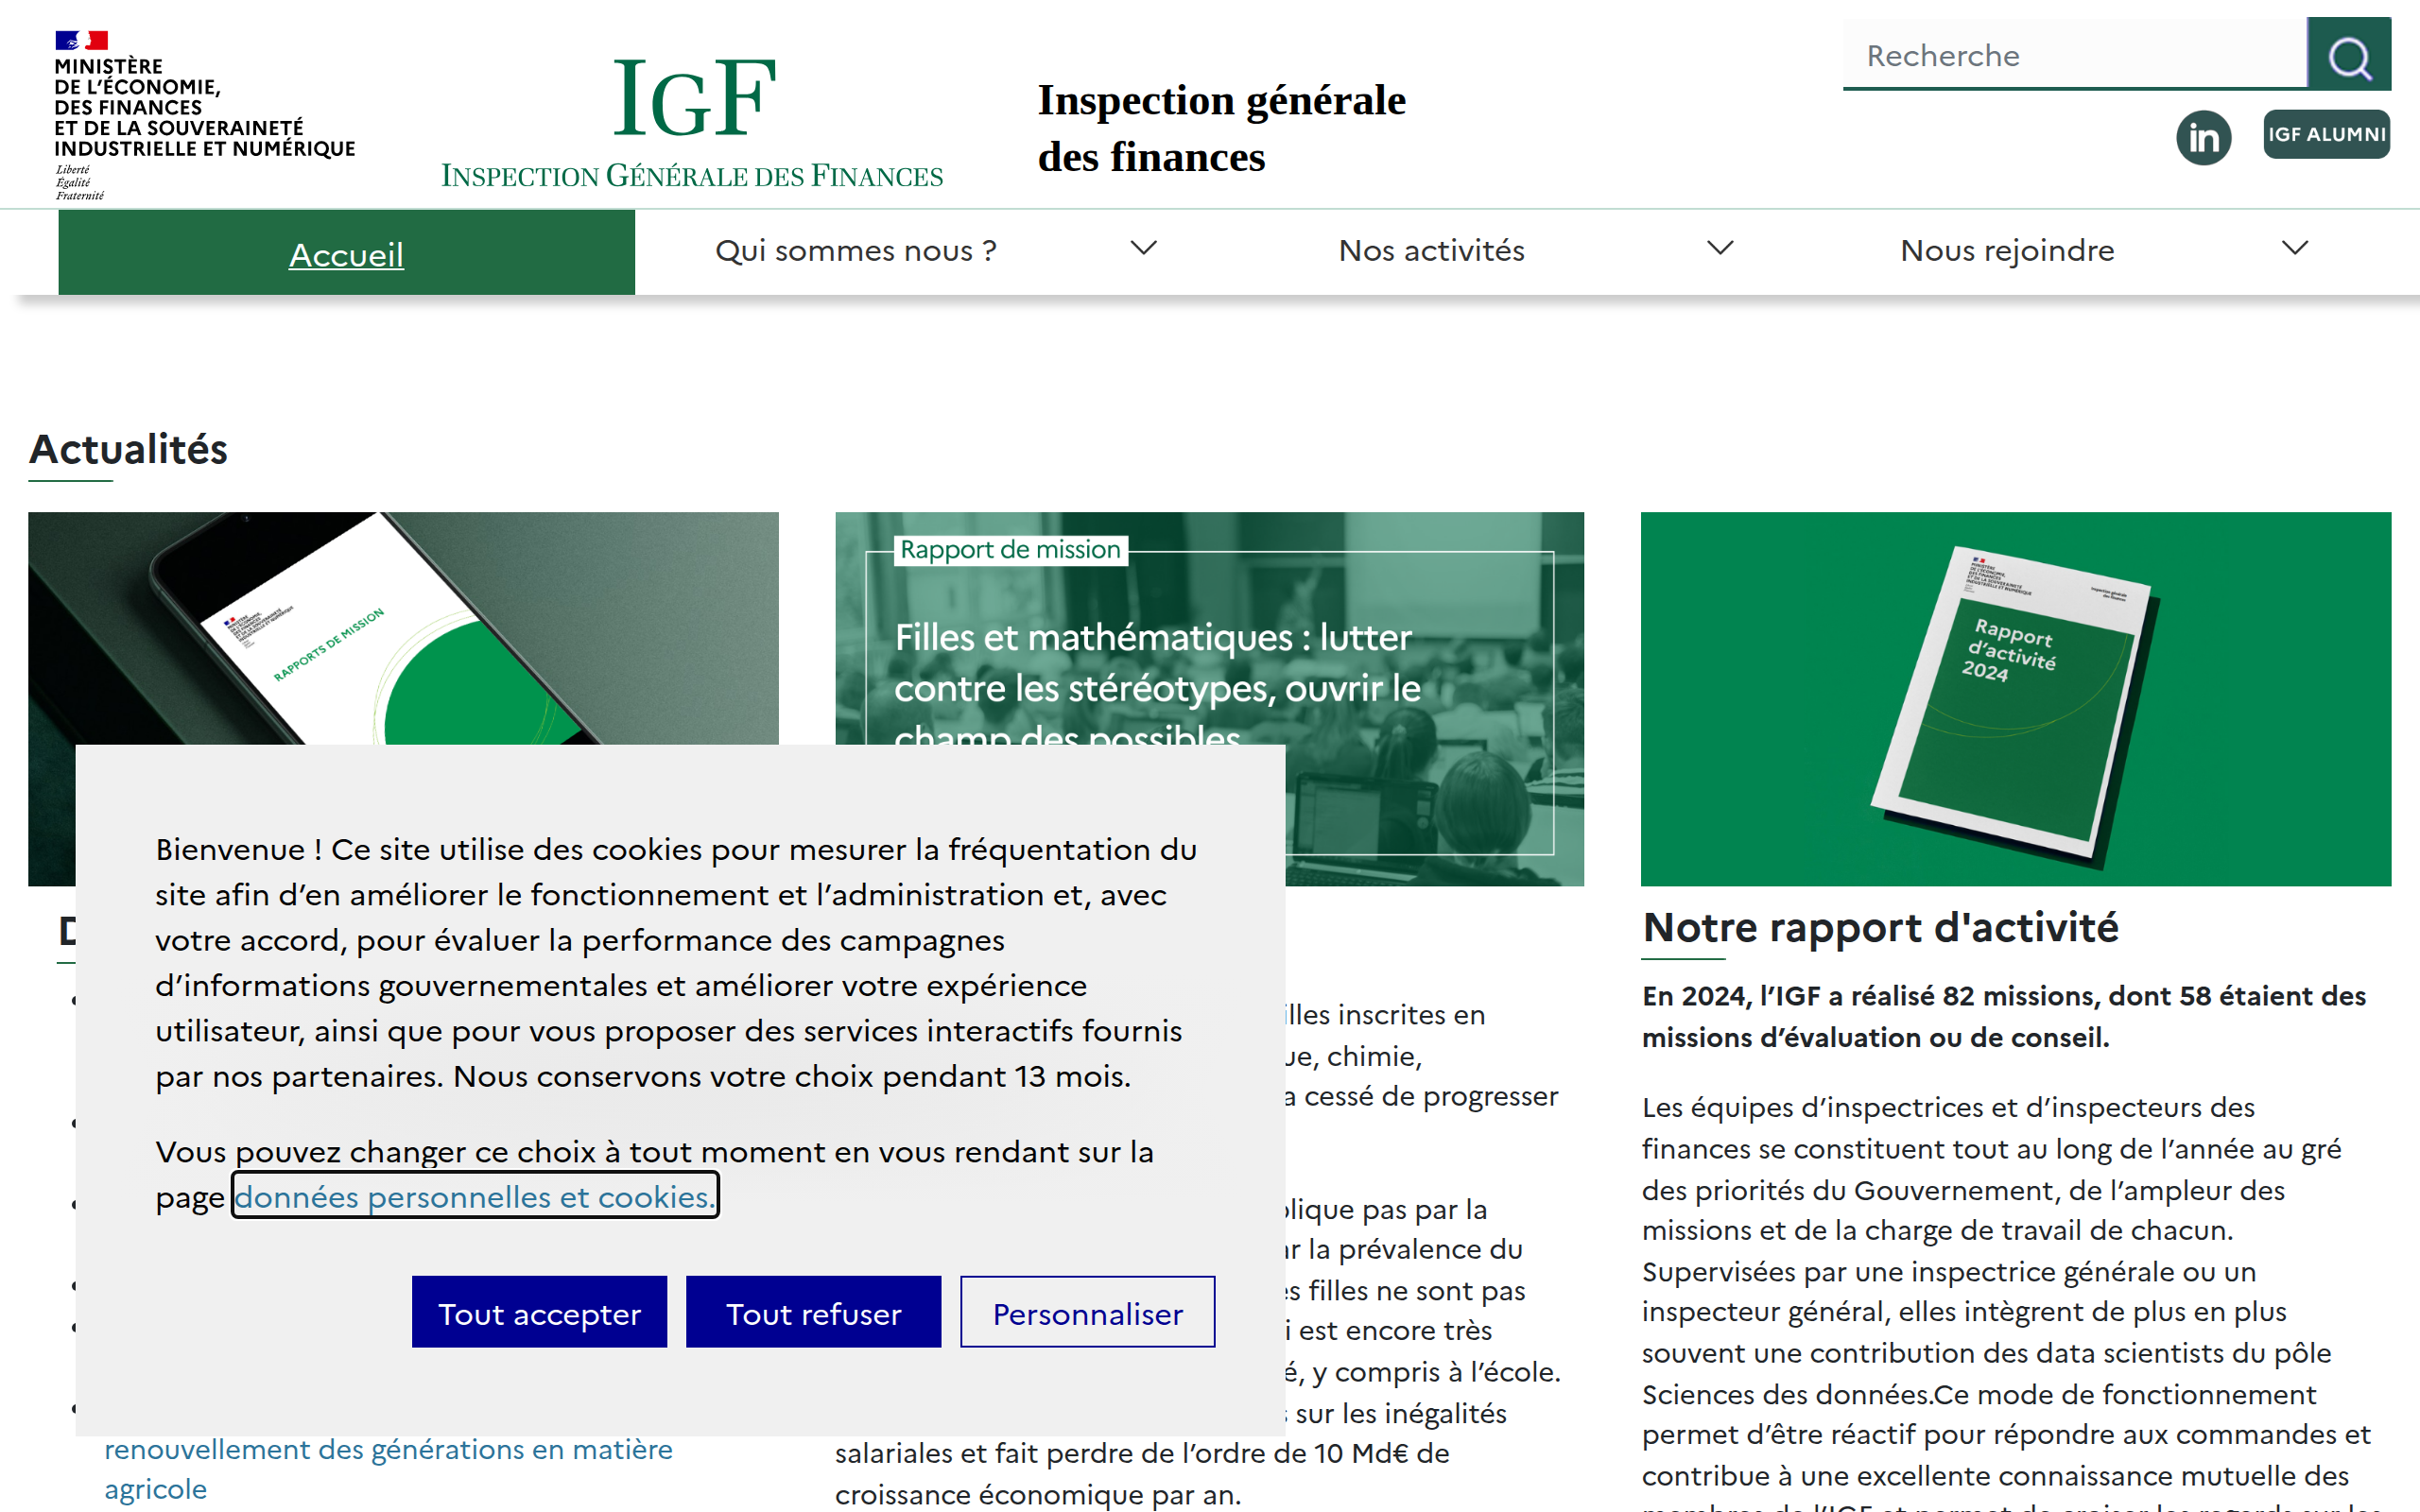 MINISTÈRE
DE L'ÉCONOMIE,
DES FINANCES
ET DE LA SOUVERAINETÉ
INDUSTRIELLE ET NUMÉRIQUE
Liberté
Égalité
Fraternité
IGF
INSPECTION GÉNÉRALE DES FINANCES
Inspection générale
des finances
Recherche
in
IGF ALUMNI
Accueil
Qui sommes nous ?
Nos activités
Nous rejoindre
Actualités
RAPPORTS DE MISSION
Rapport de mission
Filles et mathématiques : lutter
contre les stéréotypes, ouvrir le
champ des possibles
Rapport
d'activité
2024
Bienvenue ! Ce site utilise des cookies pour mesurer la fréquentation du
site afin d’en améliorer le fonctionnement et l’administration et, avec
votre accord, pour évaluer la performance des campagnes
d’informations gouvernementales et améliorer votre expérience
utilisateur, ainsi que pour vous proposer des services interactifs fournis
par nos partenaires. Nous conservons votre choix pendant 13 mois.
Vous pouvez changer ce choix à tout moment en vous rendant sur la
page données personnelles et cookies.
Tout accepter
Tout refuser
Personnaliser
renouvellement des générations en matière
agricole
inscrites en
chimie,
cessé de progresser
pas par la
la prévalence du
filles ne sont pas
est encore très
y compris à l’école.
sur les inégalités
salariales et fait perdre de l’ordre de 10 Md€ de
croissance économique par an.
Notre rapport d'activité
En 2024, l’IGF a réalisé 82 missions, dont 58 étaient des
missions d’évaluation ou de conseil.
Les équipes d’inspectrices et d’inspecteurs des
finances se constituent tout au long de l’année au gré
des priorités du Gouvernement, de l’ampleur des
missions et de la charge de travail de chacun.
Supervisées par une inspectrice générale ou un
inspecteur général, elles intègrent de plus en plus
souvent une contribution des data scientists du pôle
Sciences des données.Ce mode de fonctionnement
permet d’être réactif pour répondre aux commandes et
contribue à une excellente connaissance mutuelle des